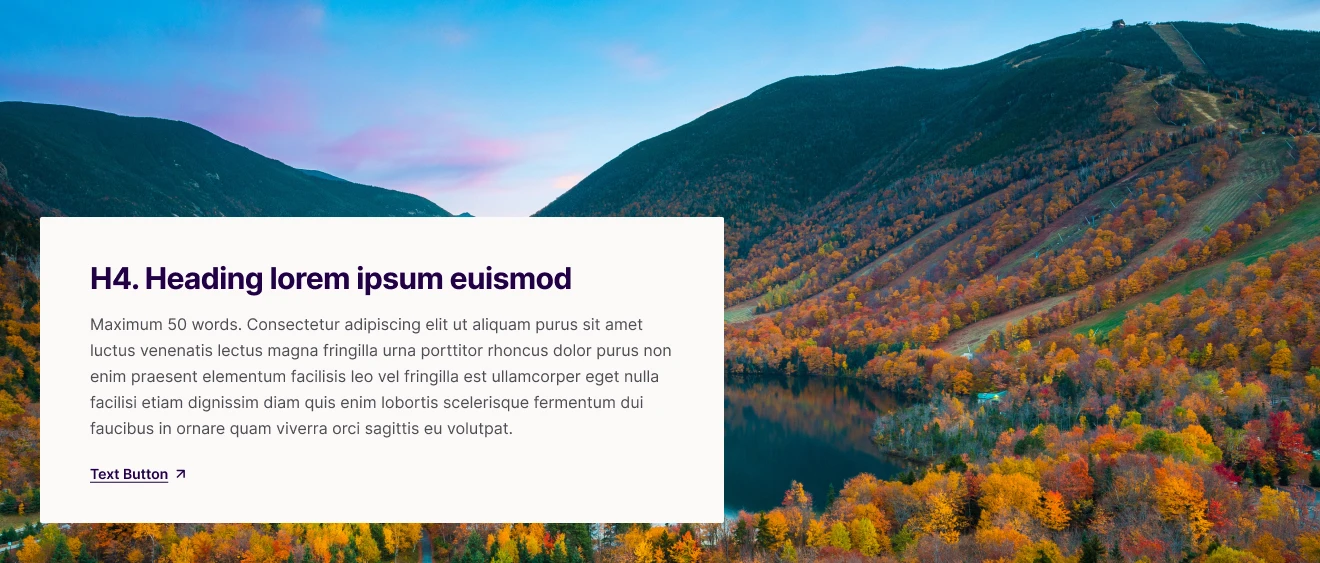 H4. Heading lorem ipsum euismod
Maximum 50 words. Consectetur adipiscing elit ut aliquam purus sit amet
luctus venenatis lectus magna fringilla urna porttitor rhoncus dolor purus non
enim praesent elementum facilisis leo vel fringilla est ullamcorper eget nulla
facilisi etiam dignissim diam quis enim lobortis scelerisque fermentum dui
faucibus in ornare quam viverra orci sagittis eu volutpat.
Text Button